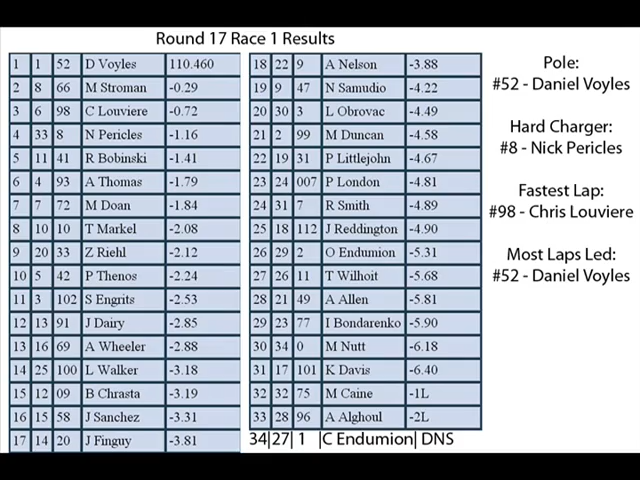 Round 17 Race 1 Results
1 1 52 D Voyles 110.460
2 8 66 M Stroman -0.29
3 6 98 C Louviere -0.72
4 33 8 N Pericles -1.16
5 11 41 R Bobinski -1.41
6 4 93 A Thomas -1.79
7 7 72 M Doan -1.84
8 10 10 T Markel -2.08
9 20 33 Z Riehl -2.12
10 5 42 P Thenos -2.24
11 3 102 S Engrits -2.53
12 13 91 J Dairy -2.85
13 16 69 A Wheeler -2.88
14 25 100 L Walker -3.18
15 12 09 B Chrasta -3.19
16 15 58 J Sanchez -3.31
17 14 20 J Finguy -3.81
18 22 9 A Nelson -3.88
19 9 47 N Samudio -4.22
20 30 3 L Obrovac -4.49
21 2 99 M Duncan -4.58
22 19 31 P Littlejohn -4.67
23 24 007 P London -4.81
24 31 7 R Smith -4.89
25 18 112 J Reddington -4.90
26 29 2 O Endumion -5.31
27 26 11 T Wilhoit -5.68
28 21 49 A Allen -5.81
29 23 77 I Bondarenko -5.90
30 34 0 M Nutt -6.18
31 17 101 K Davis -6.40
32 32 75 M Caine -1L
33 28 96 A Alghoul -2L
34|27| 1 |C Endumion| DNS
Pole:
#52 - Daniel Voyles
Hard Charger:
#8 - Nick Pericles
Fastest Lap:
#98 - Chris Louviere
Most Laps Led:
#52 - Daniel Voyles